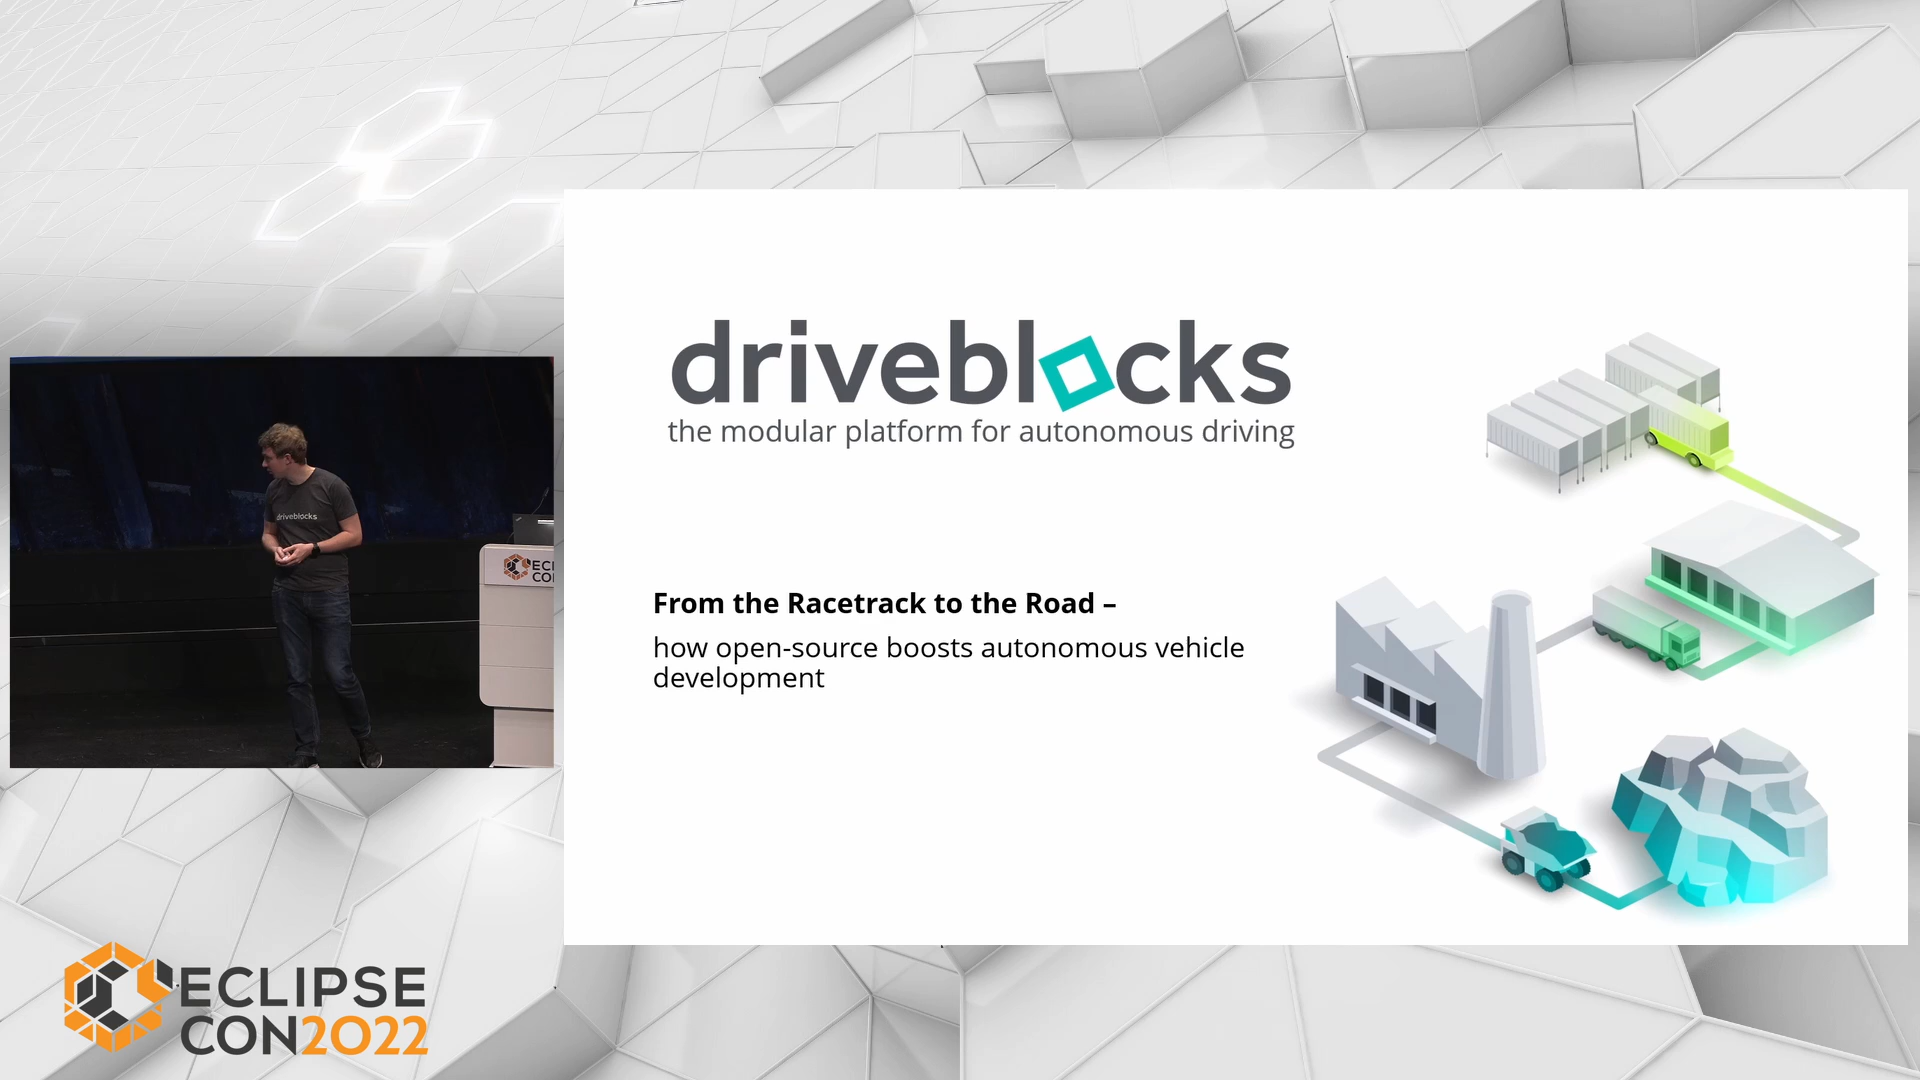 driveblocks
the modular platform for autonomous driving
From the Racetrack to the Road –
how open-source boosts autonomous vehicle
development
driveblocks
ECLIPSE
CON2022